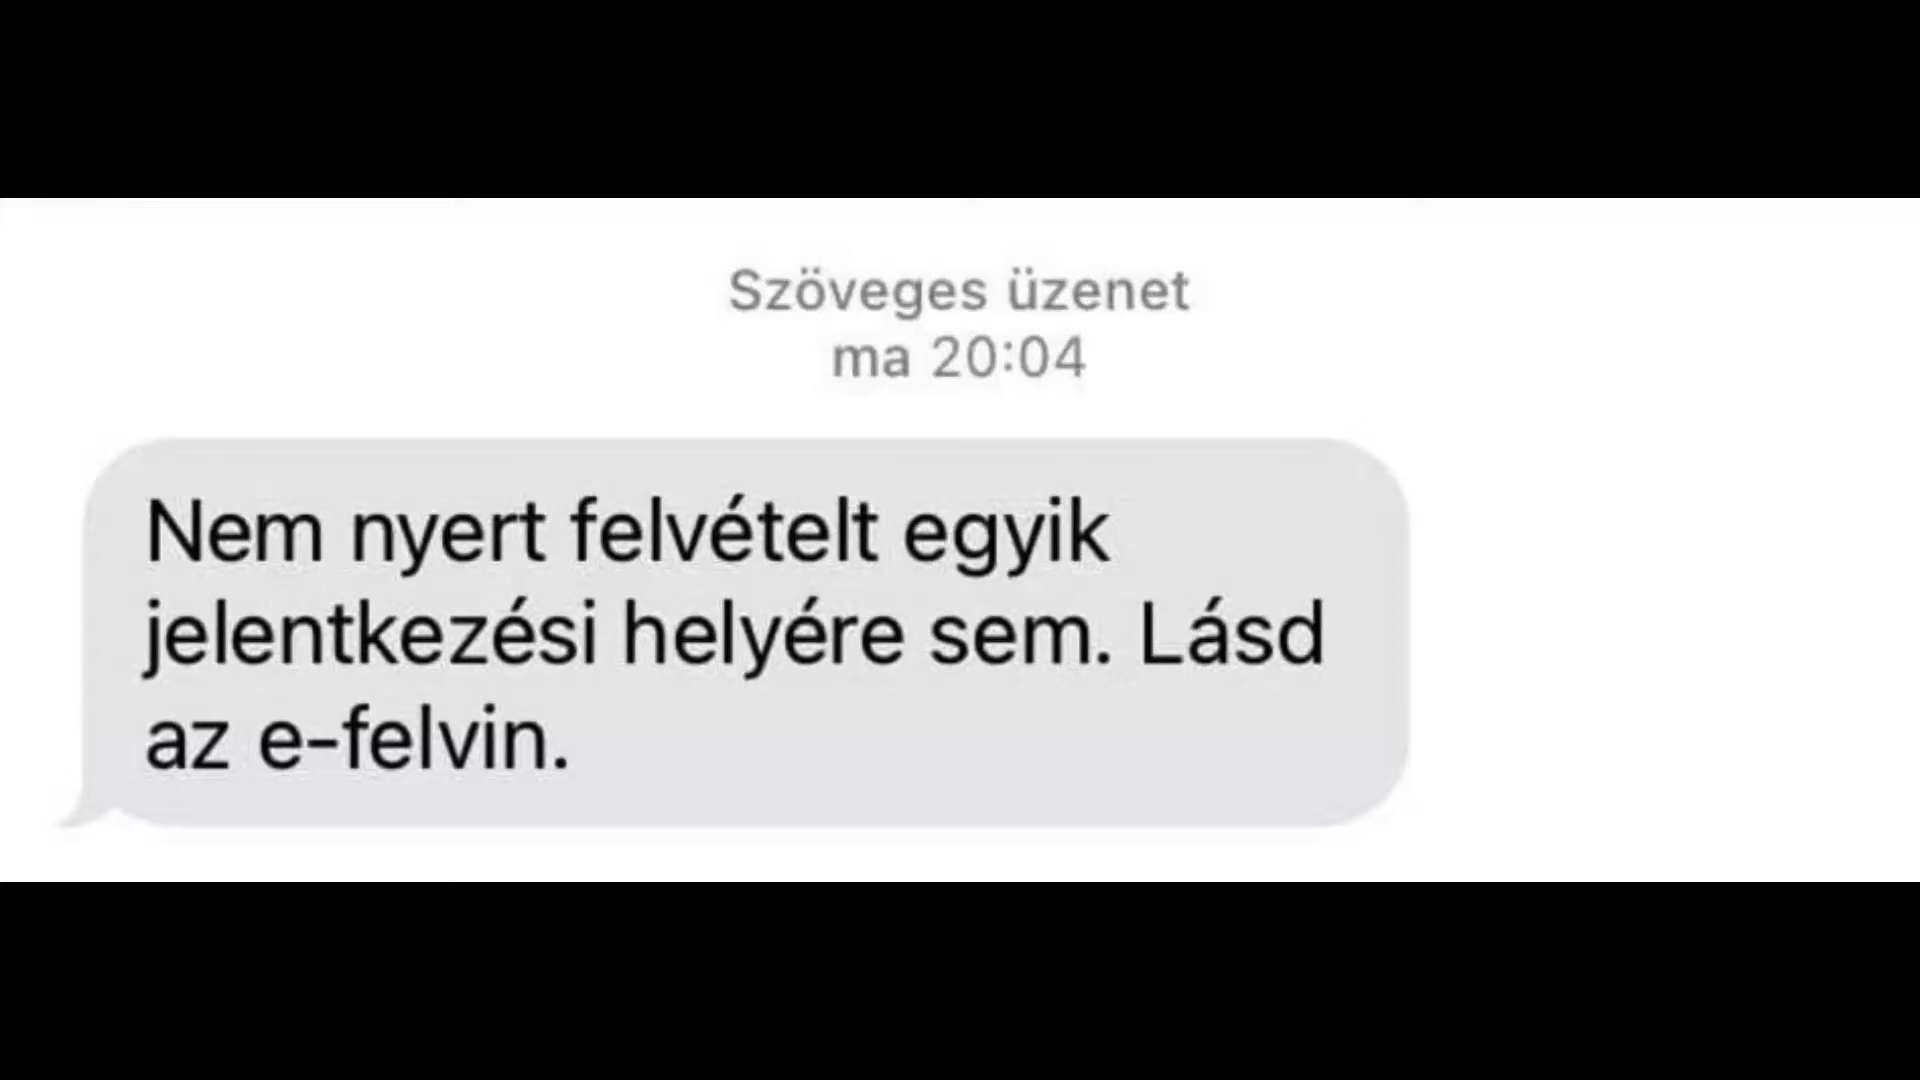 Szöveges üzenet
ma 20:04
Nem nyert felvételt egyik
jelentkezési helyére sem. Lásd
az e-felvin.